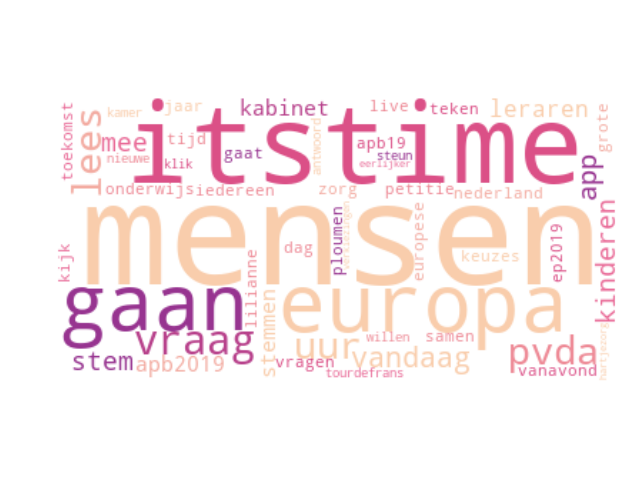 itstime
mensen
gaan
europa
vraag
uur
vandaag
pvda
stem
apb2019
kabinet
live
teken
leraren
kamer
jaar
toekomst
lees
mee
nieuwe
tijd
klik
gaat
antwoord
apb19
steun
eerlijker
app
grote
onderwijs
iedereen
zorg
petitie
nederland
kijk
lilianne
dag
ploumen
europese
keuzes
ep2019
kinderen
stemmen
vragen
willen
samen
tourdefrans
vanavond
hartjezorg